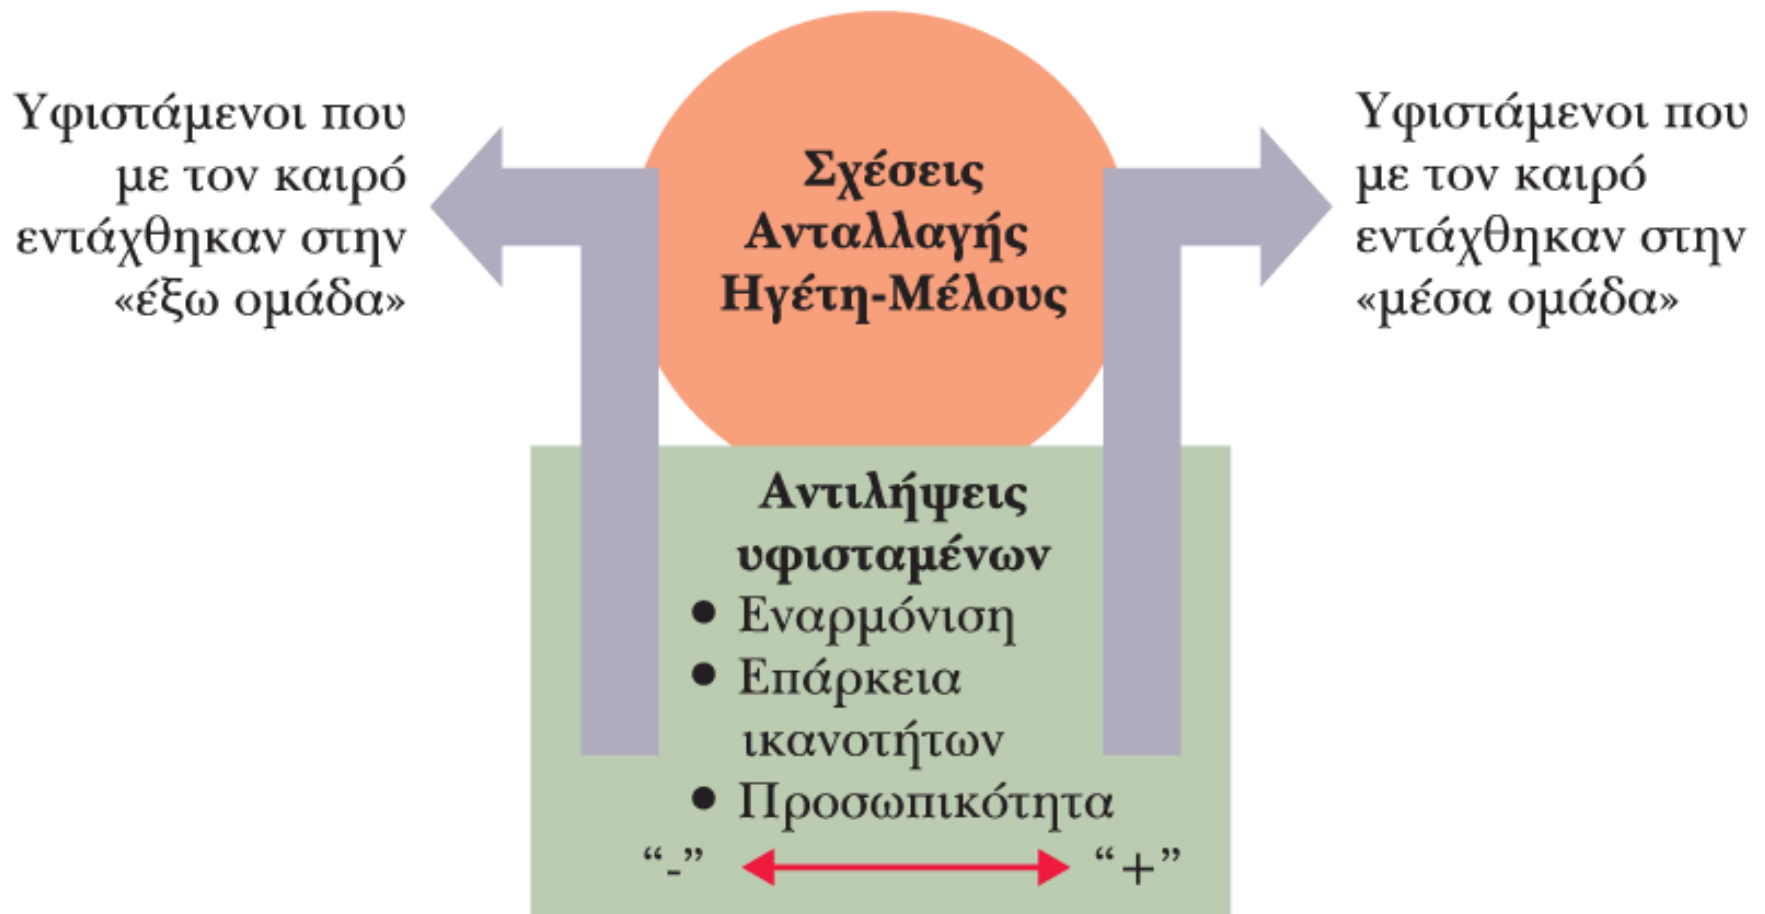 Υφιστάμενοι που
με τον καιρό
εντάχθηκαν στην
«έξω ομάδα»
Σχέσεις
Ανταλλαγής
Ηγέτη-Μέλους
Υφιστάμενοι που
με τον καιρό
εντάχθηκαν στην
«μέσα ομάδα»
Αντιλήψεις
υφισταμένων
• Εναρμόνιση
• Επάρκεια
ικανοτήτων
• Προσωπικότητα
“-” “+”